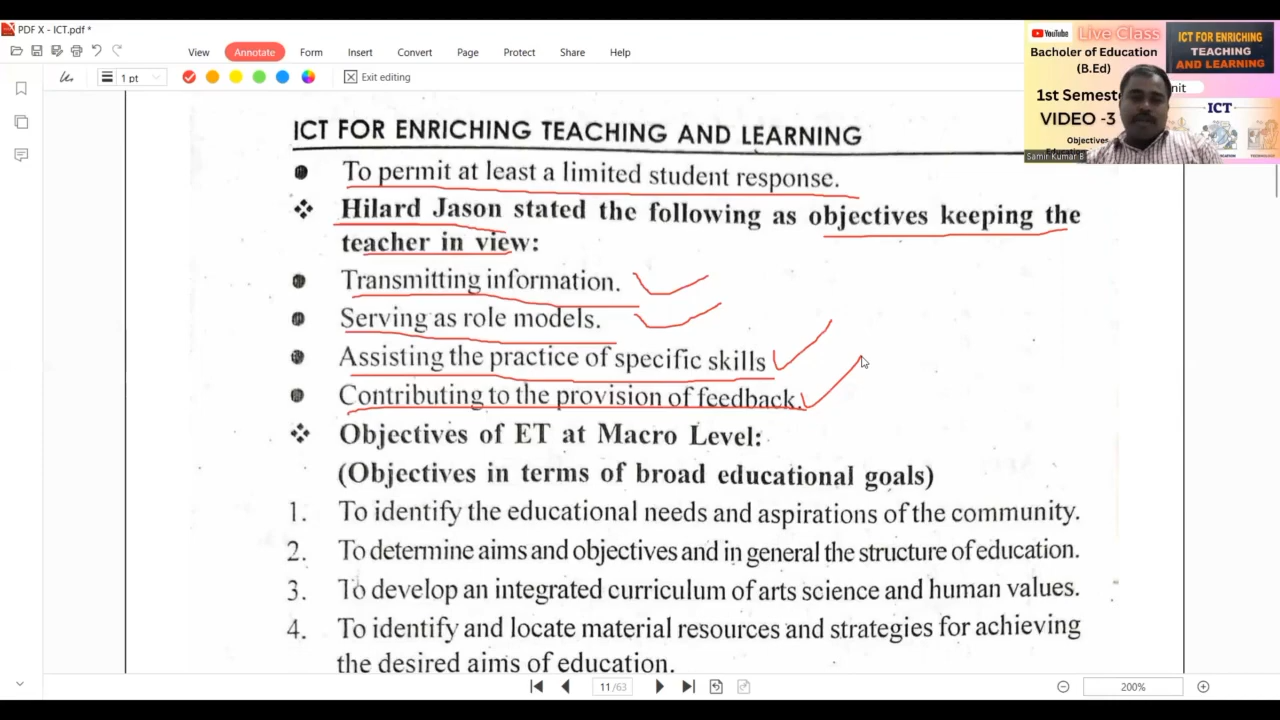 PDF X - ICT.pdf *
View Annotate Form Insert Convert Page Protect Share Help
1 pt Exit editing
YouTube Live Class
Bacholer of Education
(B.Ed)
1st Semest
VIDEO -3
Objectives
Samir Kumar B
ICT FOR ENRICHING
TEACHING
AND LEARNING
nit
ICT
ICT FOR ENRICHING TEACHING AND LEARNING
To permit at least a limited student response.
Hilard Jason stated the following as objectives keeping the
teacher in view:
Transmitting information.
Serving as role models.
Assisting the practice of specific skills
Contributing to the provision of feedback.
Objectives of ET at Macro Level:
(Objectives in terms of broad educational goals)
1. To identify the educational needs and aspirations of the community.
2. To determine aims and objectives and in general the structure of education.
3. To develop an integrated curriculum of arts science and human values.
4. To identify and locate material resources and strategies for achieving
the desired aims of education.
11/63
200%